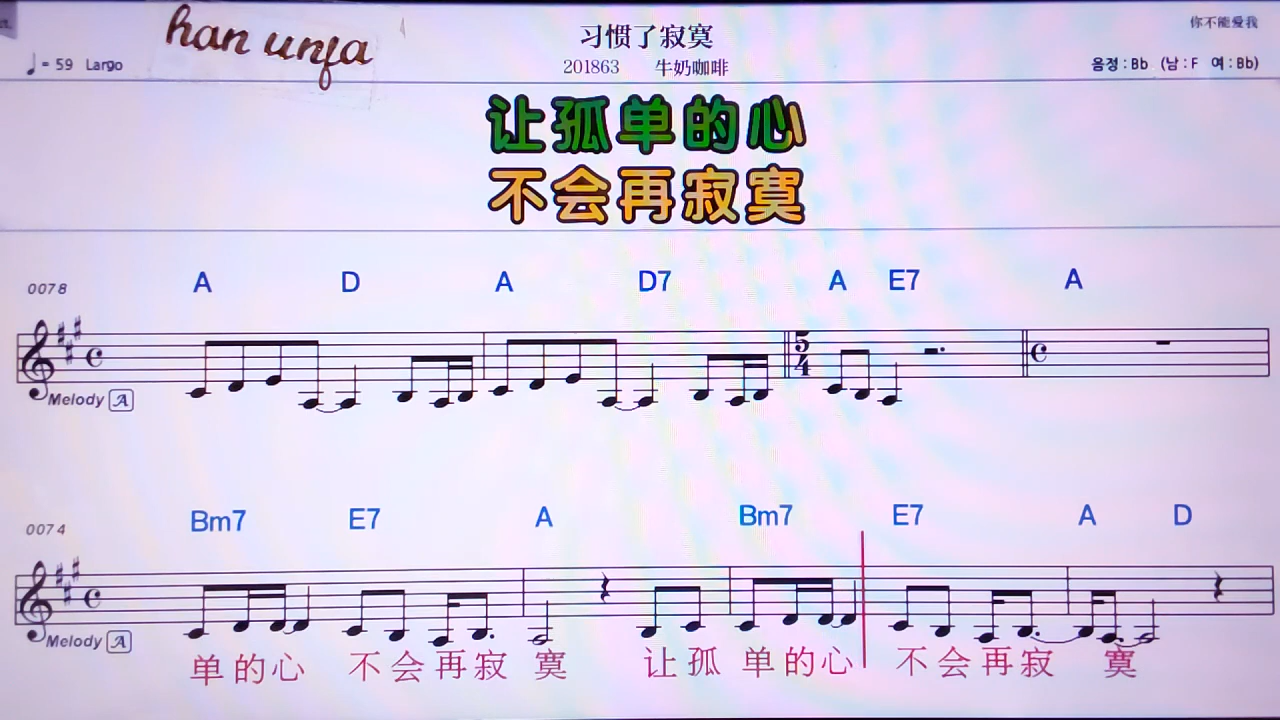 han unfa
习惯了寂寞
你不能爱我
♩= 59 Largo
201863 牛奶咖啡
음정 : Bb (남 : F 여 : Bb)
让孤单的心
不会再寂寞
0078
A D A D7 A E7 A
5
4
Melody A
0074
Bm7 E7 A Bm7 E7 A D
Melody A
单的心 不会再寂 寞 让孤 单的心 不会再寂 寞